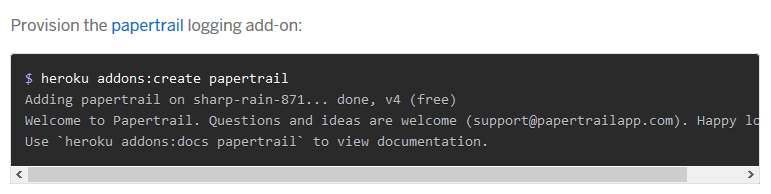 Provision the papertrail logging add-on:
$ heroku addons:create papertrail
Adding papertrail on sharp-rain-871... done, v4 (free)
Welcome to Papertrail. Questions and ideas are welcome (support@papertrailapp.com). Happy
Use `heroku addons:docs papertrail` to view documentation.